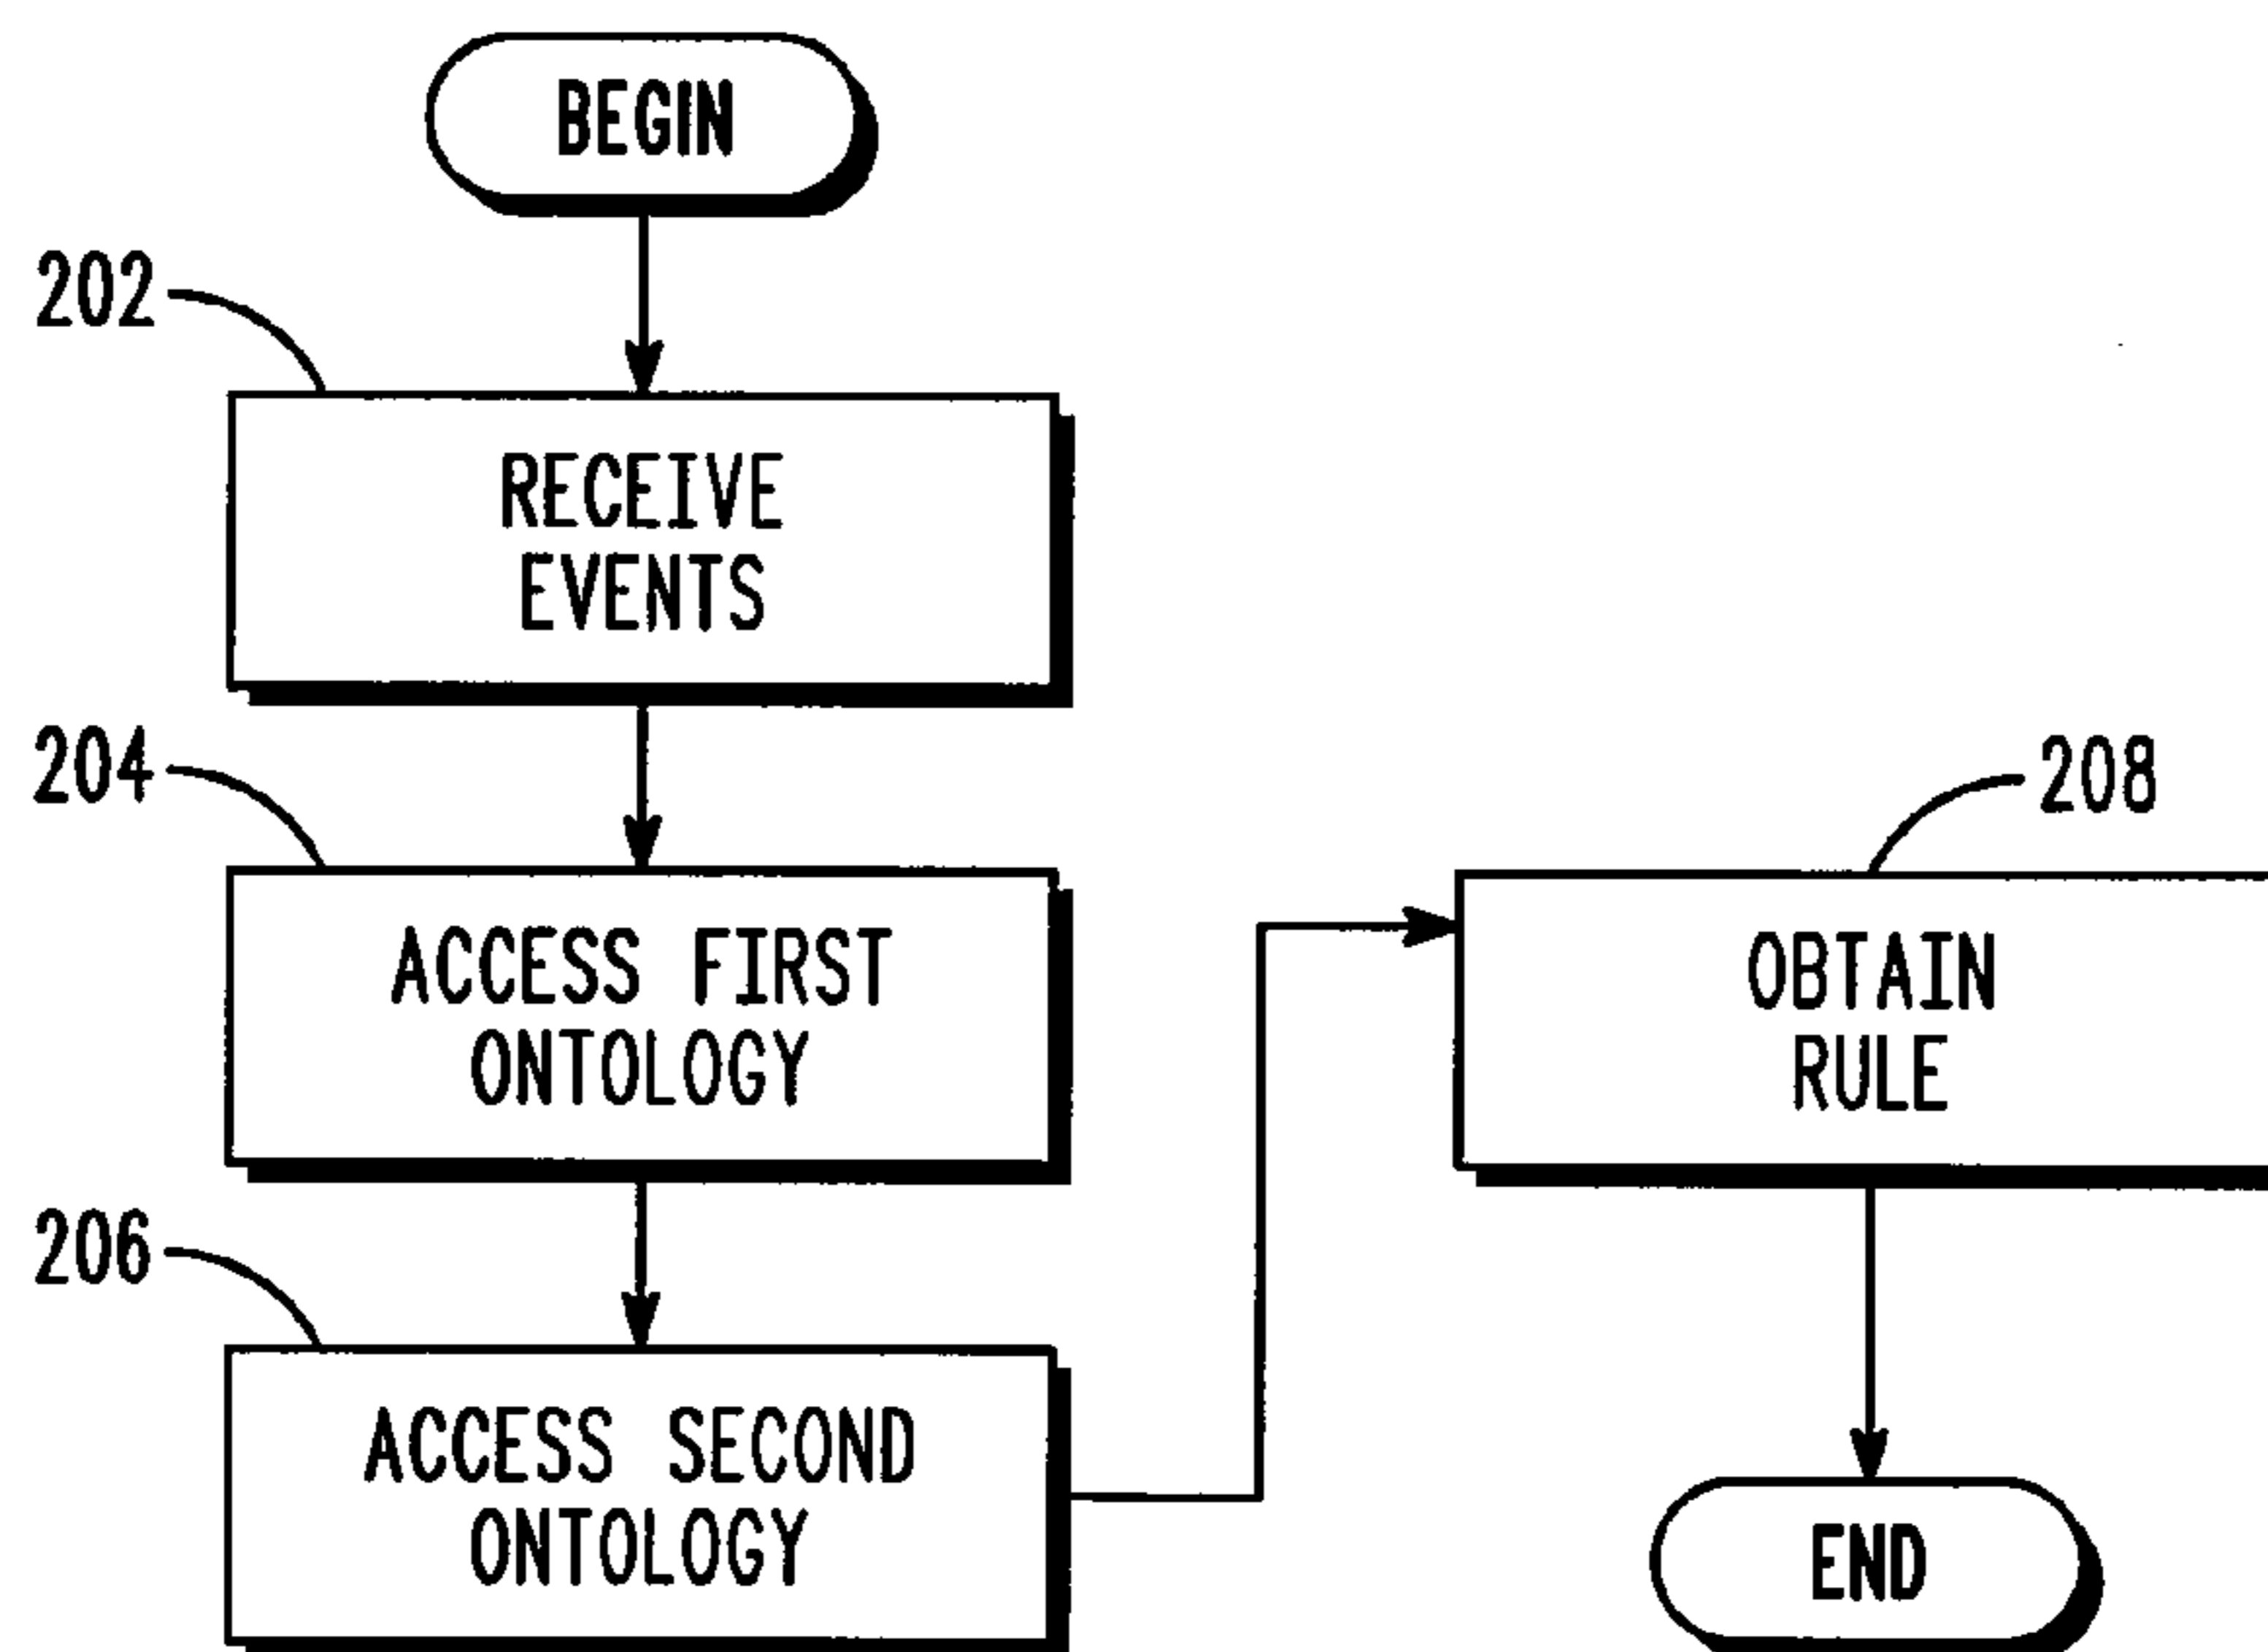 BEGIN
202
RECEIVE
EVENTS
204
ACCESS FIRST
ONTOLOGY
206
ACCESS SECOND
ONTOLOGY
208
OBTAIN
RULE
END